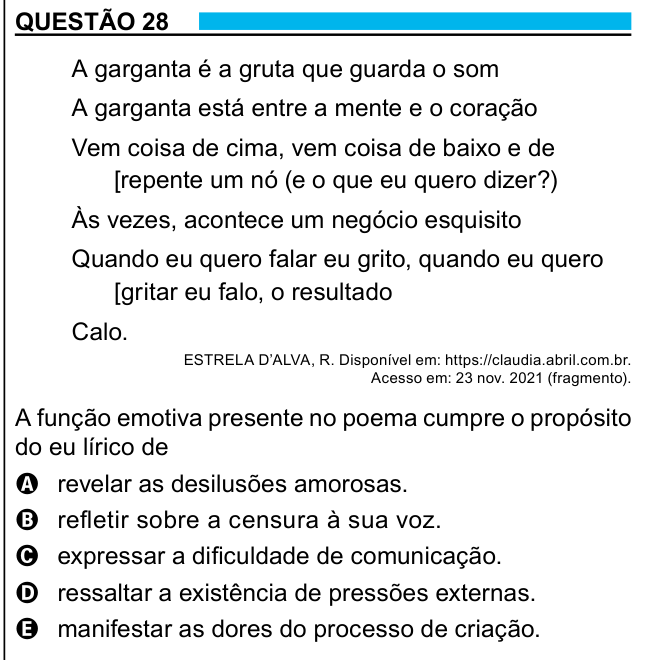 QUESTÃO 28
A garganta é a gruta que guarda o som
A garganta está entre a mente e o coração
Vem coisa de cima, vem coisa de baixo e de
[repente um nó (e o que eu quero dizer?)
Às vezes, acontece um negócio esquisito
Quando eu quero falar eu grito, quando eu quero
[gritar eu falo, o resultado
Calo.
ESTRELA D’ALVA, R. Disponível em: https://claudia.abril.com.br.
Acesso em: 23 nov. 2021 (fragmento).
A função emotiva presente no poema cumpre o propósito
do eu lírico de
A revelar as desilusões amorosas.
B refletir sobre a censura à sua voz.
C expressar a dificuldade de comunicação.
D ressaltar a existência de pressões externas.
E manifestar as dores do processo de criação.